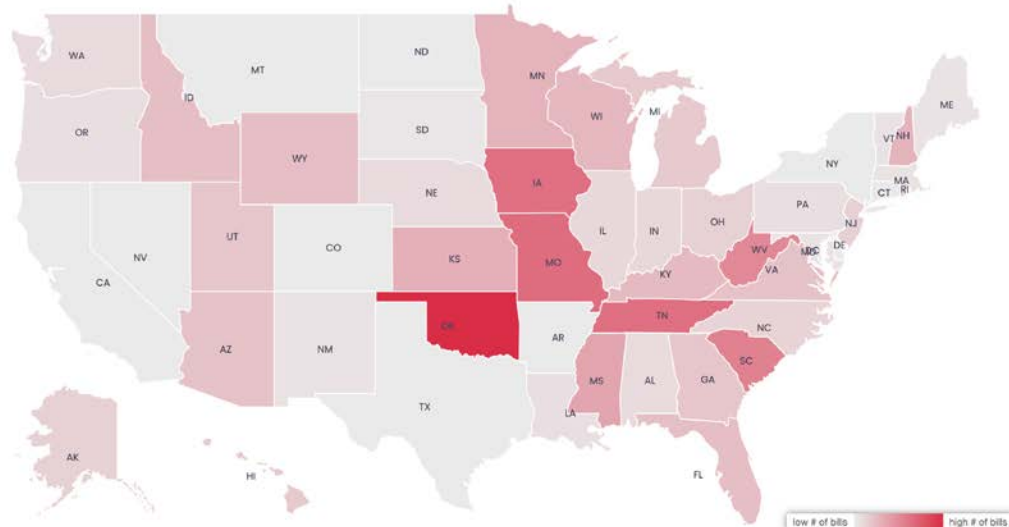 WA
MT
ND
MN
ME
ID
OR
SD
WI
Mi
VT
NH
WY
NY
MA
RI
CT
IA
NE
PA
NV
UT
CO
IL
IN
OH
NJ
DE
CA
KS
MO
WV
KY
VA
OK
TN
NC
AZ
NM
AR
SC
MS
AL
GA
TX
LA
AK
HI
FL
low # of bills
high # of bills